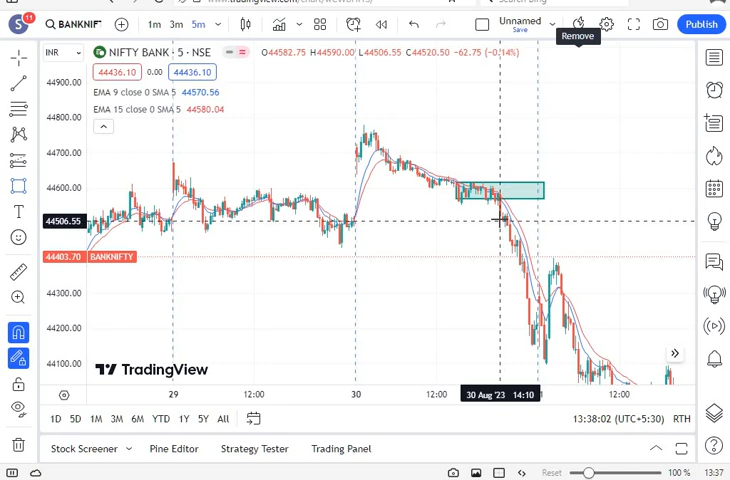 S
11
BANKNIFT
1m 3m 5m
Unnamed
Save
Publish
Remove
INR
NIFTY BANK · 5 · NSE
O44582.75 H44590.00 L44506.55 C44520.50 −62.75 (−0.14%)
44436.10 0.00 44436.10
EMA 9 close 0 SMA 5 44570.56
EMA 15 close 0 SMA 5 44580.04
44900.00
44800.00
44700.00
44600.00
44506.55
44403.70 BANKNIFTY
44300.00
44200.00
44100.00
TradingView
29 12:00 30 12:00 30 Aug '23 14:10 12:00
1D 5D 1M 3M 6M YTD 1Y 5Y All
13:38:02 (UTC+5:30) RTH
Stock Screener Pine Editor Strategy Tester Trading Panel
Reset 100 % 13:37